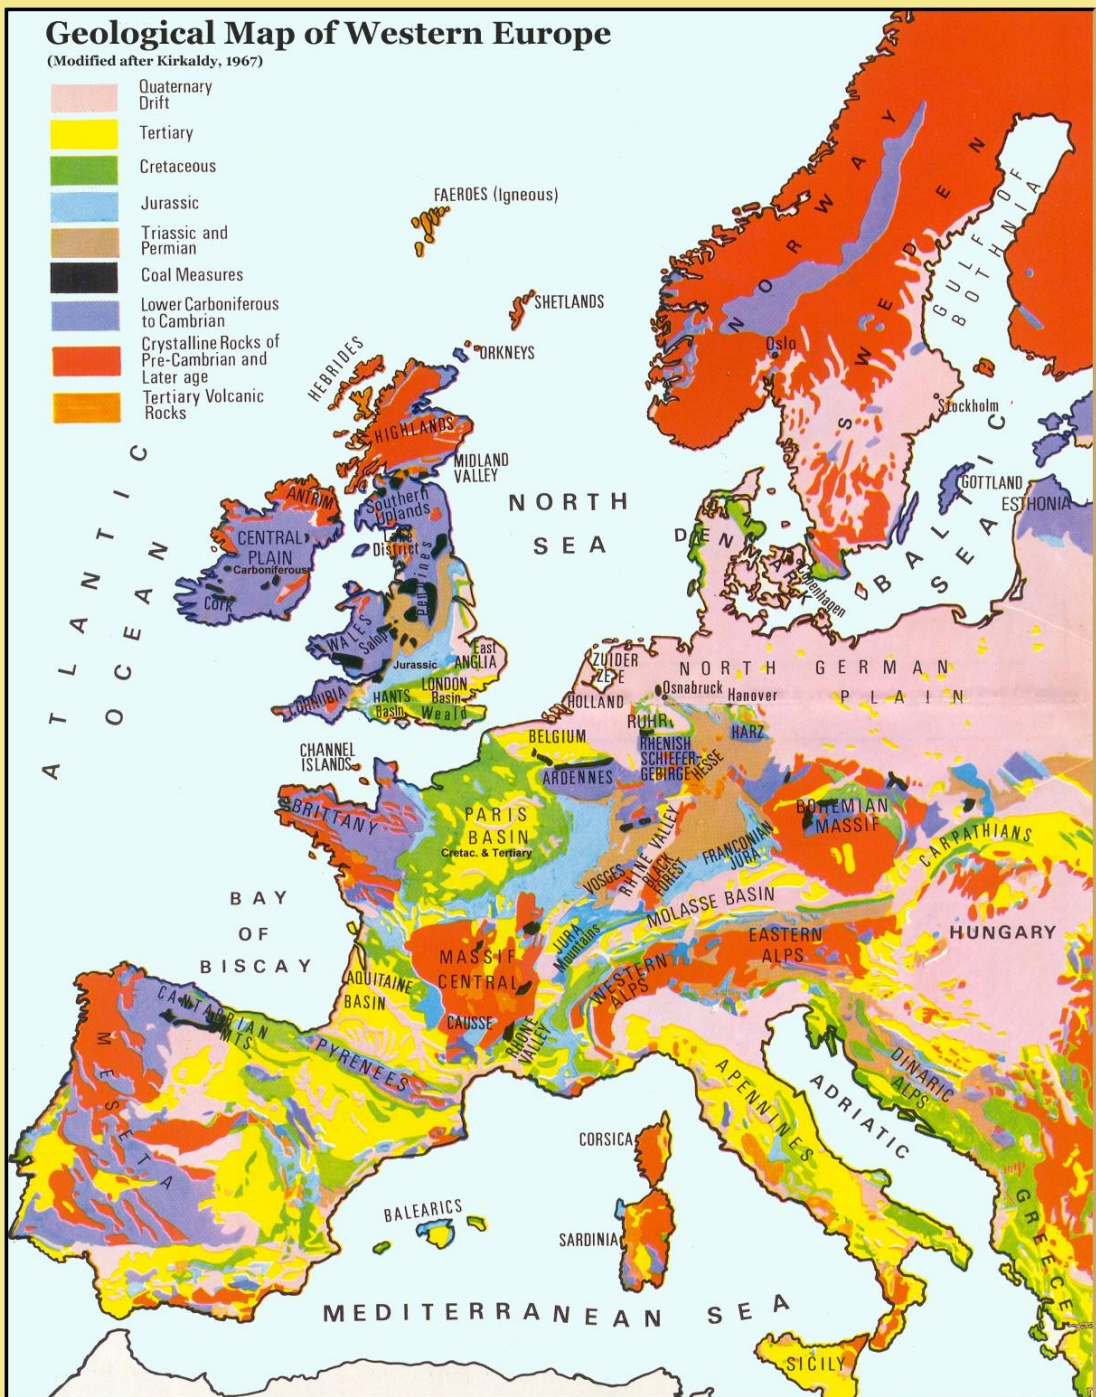 Geological Map of Western Europe
(Modified after Kirkaldy, 1967)
Quaternary
Drift
Tertiary
Cretaceous
Jurassic
Triassic and
Permian
Coal Measures
Lower Carboniferous
to Cambrian
Crystalline Rocks of
Pre-Cambrian and
Later age
Tertiary Volcanic
Rocks
FAEROES (Igneous)
SHETLANDS
ORKNEYS
HEBRIDES
HIGHLANDS
MIDLAND
VALLEY
Southern
Uplands
ANTRIM
CENTRAL
PLAIN
Carboniferous
Cork
Lake
District
Pennines
WALES
Salop
Jurassic
East
ANGLIA
LONDON
Basin
HANTS
Basin
Weald
CORNUBIA
CHANNEL
ISLANDS
ATLANTIC
OCEAN
NORTH
SEA
NORWAY
SWEDEN
GULF OF
BOTHNIA
Oslo
Stockholm
GOTTLAND
ESTHONIA
BALTIC
SEA
DENMARK
Copenhagen
ZUIDER
ZEE
HOLLAND
NORTH GERMAN
PLAIN
Osnabruck
Hanover
RUHR
HARZ
BELGIUM
RHENISH
SCHIEFER-
GEBIRGE
HESSE
ARDENNES
BRITTANY
PARIS
BASIN
Cretac. & Tertiary
VOSGES
RHINE VALLEY
BLACK
FOREST
FRANCONIAN
JURA
BOHEMIAN
MASSIF
CARPATHIANS
MOLASSE BASIN
JURA
Mountains
HUNGARY
EASTERN
ALPS
WESTERN
ALPS
MASSIF
CENTRAL
CAUSSE
RHONE
VALLEY
AQUITAINE
BASIN
BAY
OF
BISCAY
CANTABRIAN
MTS
PYRENEES
MESETA
APENNINES
ADRIATIC
DINARIC
ALPS
GREECE
CORSICA
SARDINIA
BALEARICS
MEDITERRANEAN SEA
SICILY